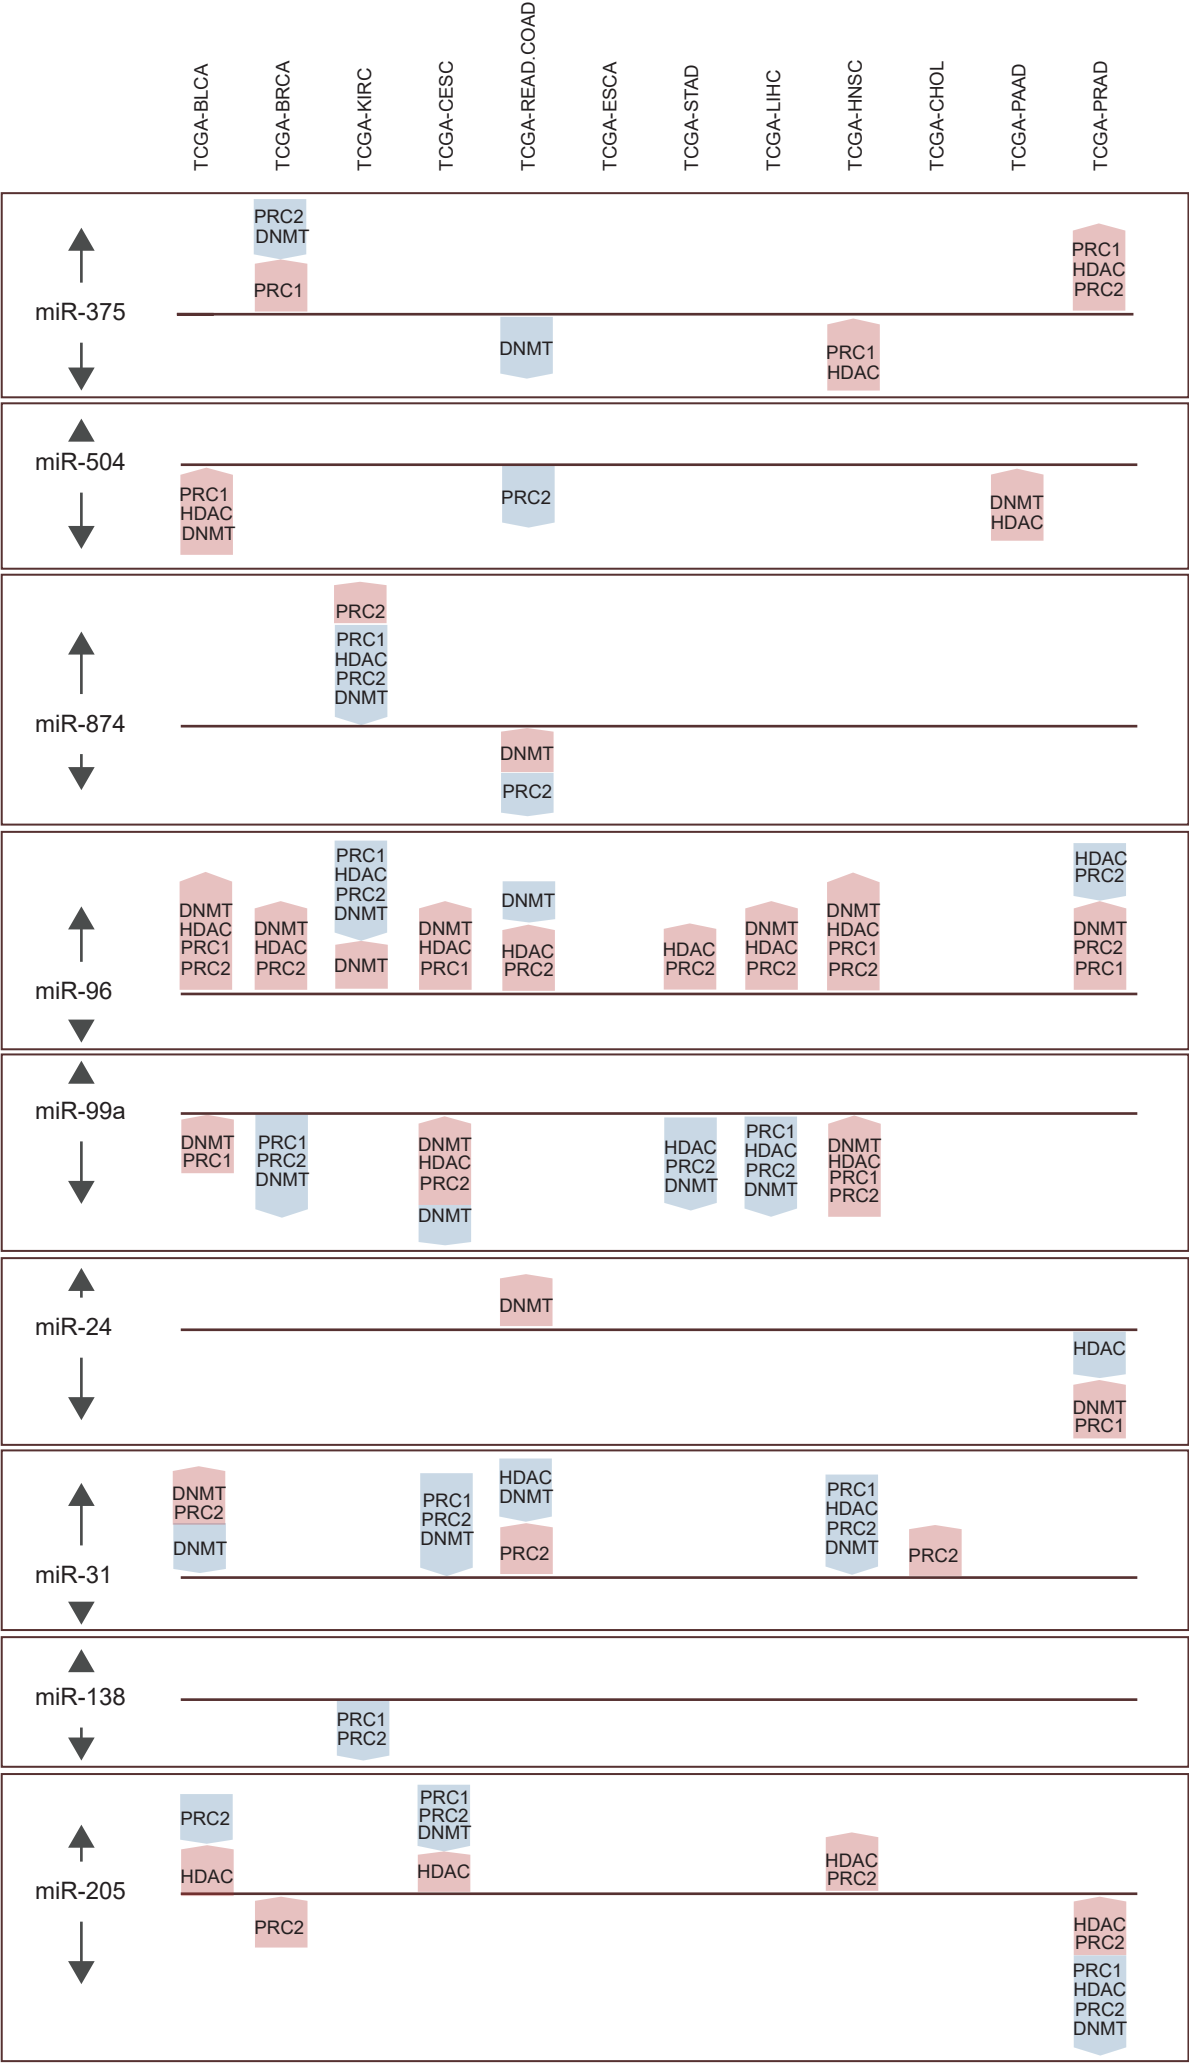 TCGA-BLCA
TCGA-BRCA
TCGA-KIRC
TCGA-CESC
TCGA-READ.COAD
TCGA-ESCA
TCGA-STAD
TCGA-LIHC
TCGA-HNSC
TCGA-CHOL
TCGA-PAAD
TCGA-PRAD
miR-375
PRC2
DNMT
PRC1
DNMT
PRC1
HDAC
PRC1
HDAC
PRC2
miR-504
PRC1
HDAC
DNMT
PRC2
DNMT
HDAC
miR-874
PRC2
PRC1
HDAC
PRC2
DNMT
DNMT
PRC2
miR-96
DNMT
HDAC
PRC1
PRC2
DNMT
HDAC
PRC2
PRC1
HDAC
PRC2
DNMT
DNMT
DNMT
HDAC
PRC1
DNMT
HDAC
PRC2
HDAC
PRC2
DNMT
HDAC
PRC2
DNMT
HDAC
PRC1
PRC2
HDAC
PRC2
DNMT
PRC2
PRC1
miR-99a
DNMT
PRC1
PRC1
PRC2
DNMT
DNMT
HDAC
PRC2
DNMT
HDAC
PRC2
DNMT
PRC1
HDAC
PRC2
DNMT
DNMT
HDAC
PRC1
PRC2
miR-24
DNMT
HDAC
DNMT
PRC1
miR-31
DNMT
PRC2
DNMT
PRC1
PRC2
DNMT
HDAC
DNMT
PRC2
PRC1
HDAC
PRC2
DNMT
PRC2
miR-138
PRC1
PRC2
miR-205
PRC2
HDAC
PRC2
PRC1
PRC2
DNMT
HDAC
HDAC
PRC2
HDAC
PRC2
PRC1
HDAC
PRC2
DNMT